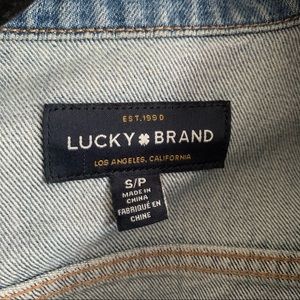 EST.1990
LUCKY BRAND
LOS ANGELES, CALIFORNIA
S/P
MADE IN
CHINA
FABRIQUÉ EN
CHINE